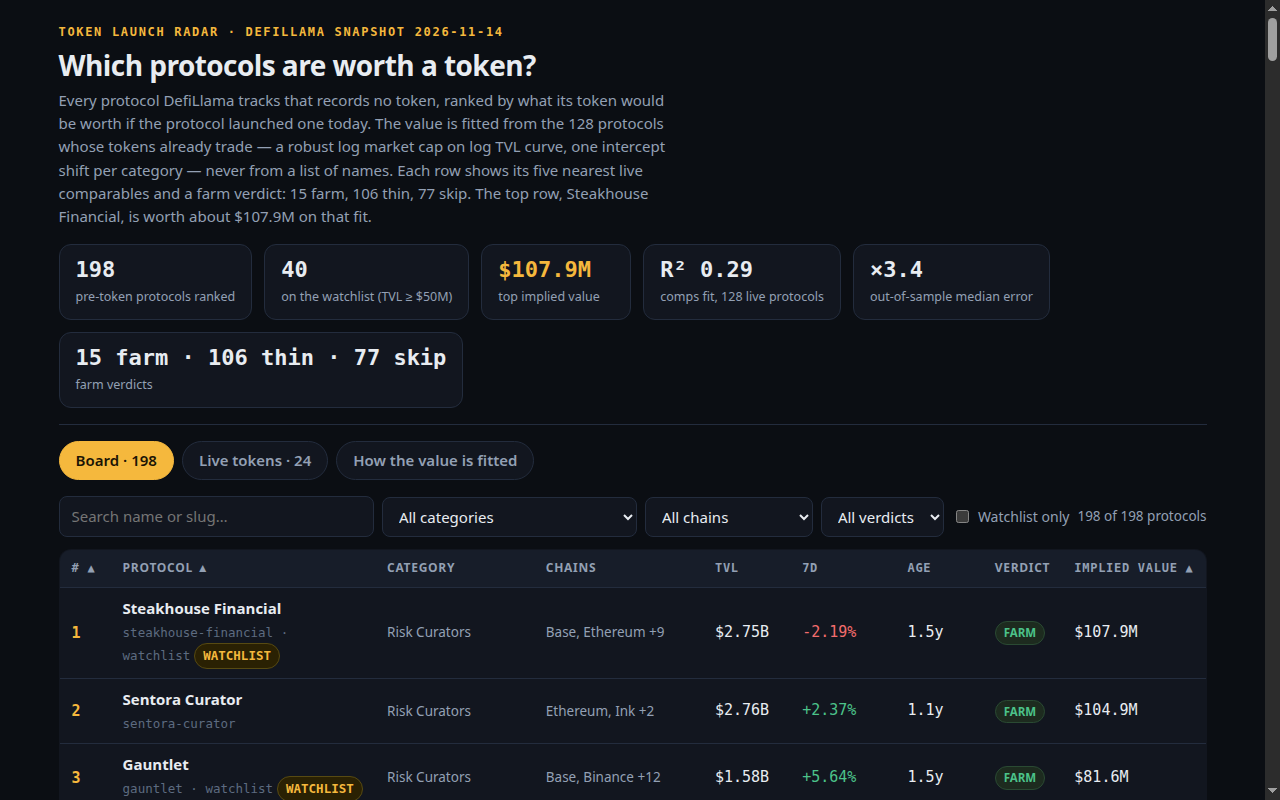 TOKEN LAUNCH RADAR · DEFILLAMA SNAPSHOT 2026-11-14
Which protocols are worth a token?
Every protocol DefiLlama tracks that records no token, ranked by what its token would
be worth if the protocol launched one today. The value is fitted from the 128 protocols
whose tokens already trade — a robust log market cap on log TVL curve, one intercept
shift per category — never from a list of names. Each row shows its five nearest live
comparables and a farm verdict: 15 farm, 106 thin, 77 skip. The top row, Steakhouse
Financial, is worth about $107.9M on that fit.
198
pre-token protocols ranked
40
on the watchlist (TVL ≥ $50M)
$107.9M
top implied value
R² 0.29
comps fit, 128 live protocols
×3.4
out-of-sample median error
15 farm · 106 thin · 77 skip
farm verdicts
Board · 198
Live tokens · 24
How the value is fitted
Search name or slug…
All categories
All chains
All verdicts
Watchlist only
198 of 198 protocols
# ▲ PROTOCOL ▲ CATEGORY CHAINS TVL 7D AGE VERDICT IMPLIED VALUE ▲
Steakhouse Financial
1 steakhouse-financial · Risk Curators Base, Ethereum +9 $2.75B -2.19% 1.5y FARM $107.9M
watchlist WATCHLIST
Sentora Curator
2 Risk Curators Ethereum, Ink +2 $2.76B +2.37% 1.1y FARM $104.9M
sentora-curator
Gauntlet
3 Risk Curators Base, Binance +12 $1.58B +5.64% 1.5y FARM $81.6M
gauntlet · watchlist WATCHLIST